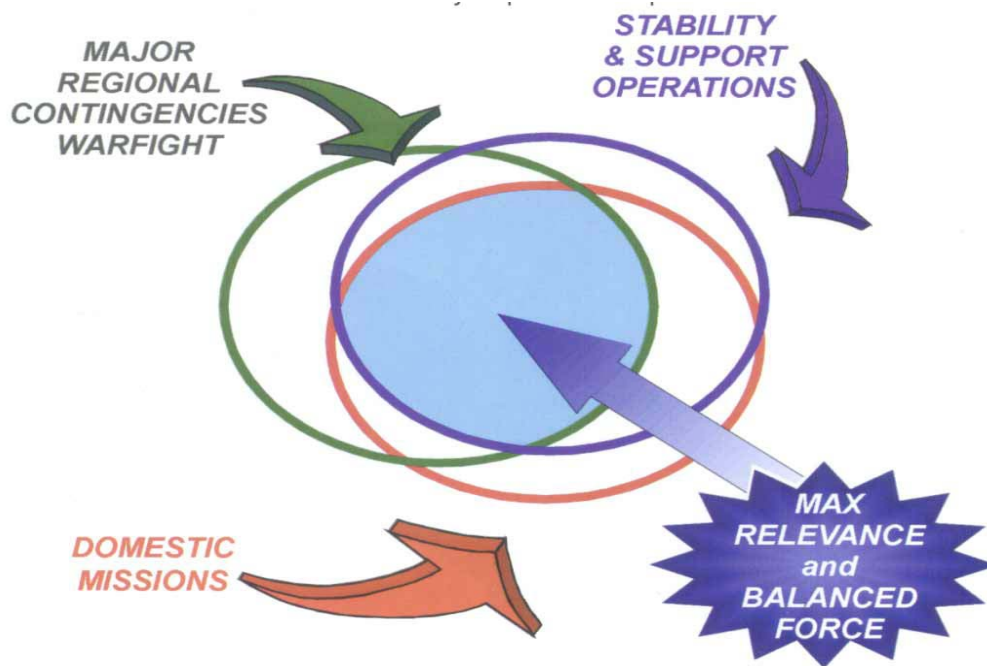 MAJOR
REGIONAL
CONTINGENCIES
WARFIGHT
STABILITY
& SUPPORT
OPERATIONS
DOMESTIC
MISSIONS
MAX
RELEVANCE
and
BALANCED
FORCE